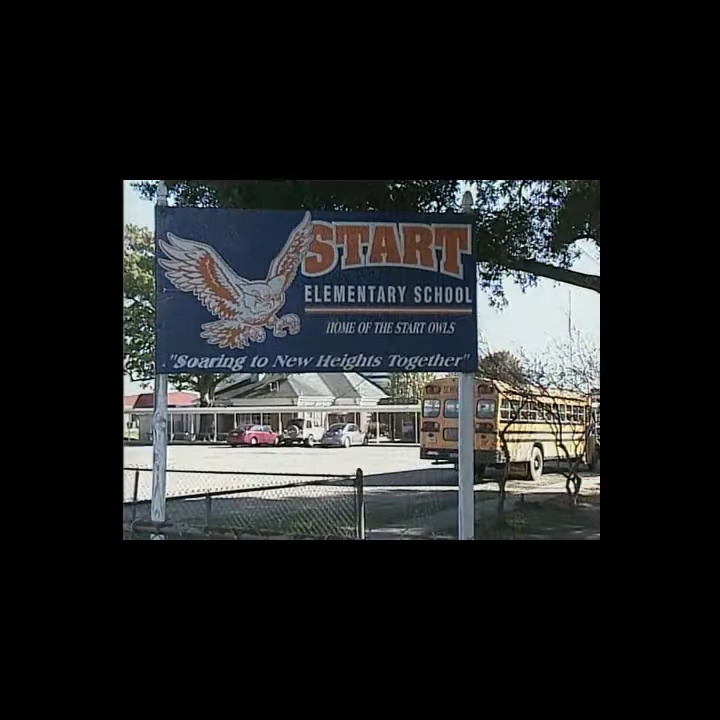 START
ELEMENTARY SCHOOL
HOME OF THE START OWLS
"Soaring to New Heights Together"